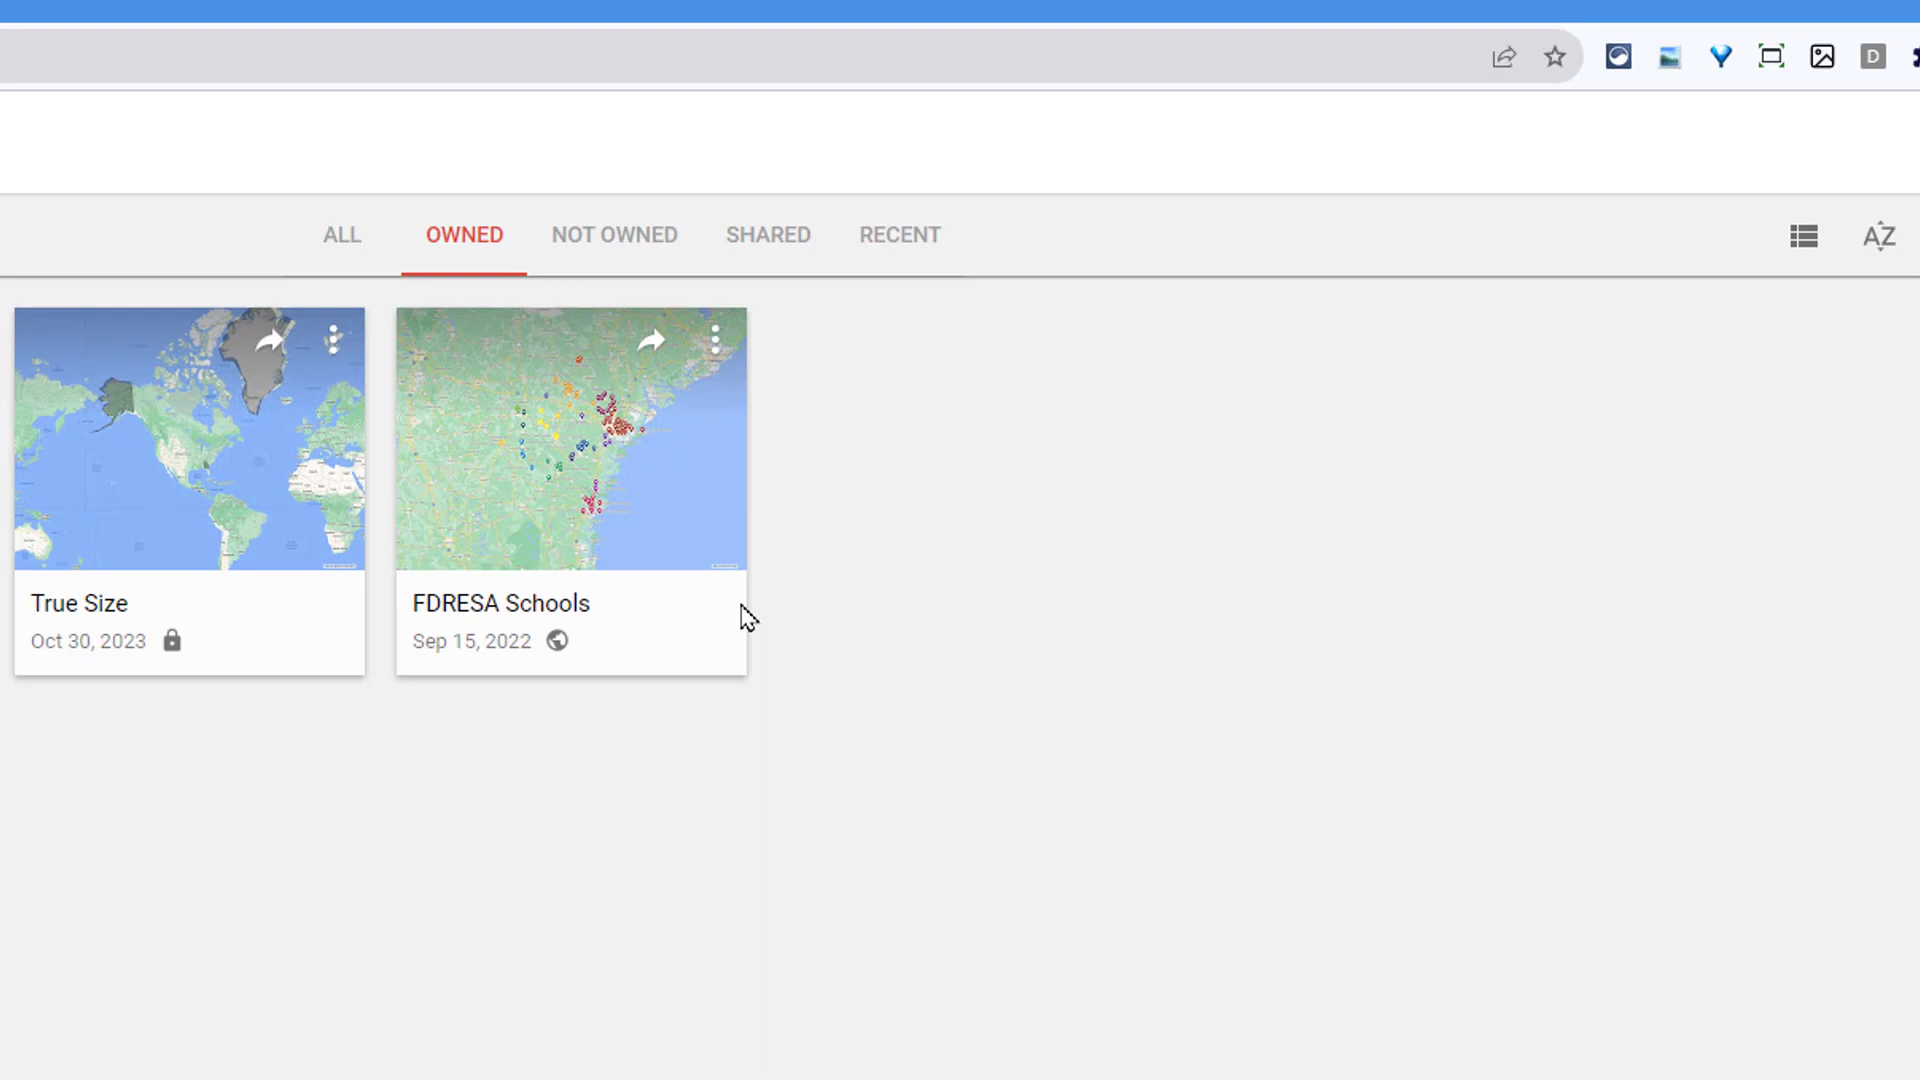 D
ALL OWNED NOT OWNED SHARED RECENT
AZ
True Size
Oct 30, 2023
FDRESA Schools
Sep 15, 2022